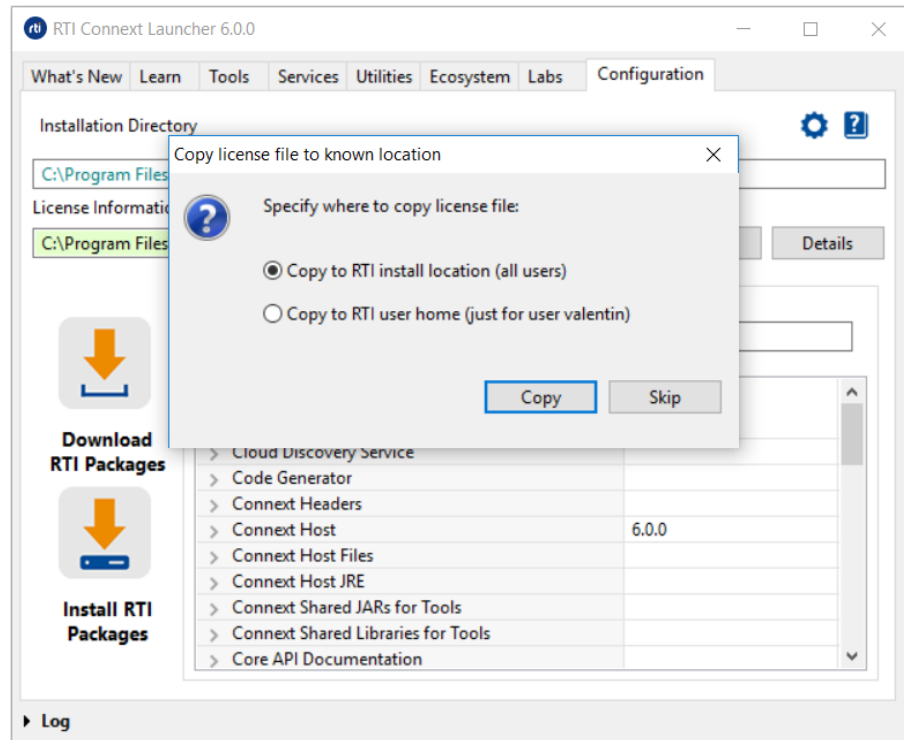 rti RTI Connext Launcher 6.0.0
What's New Learn Tools Services Utilities Ecosystem Labs Configuration
Installation Directory
C:\Program Files
License Informatio
C:\Program Files
Details
Copy license file to known location
Specify where to copy license file:
Copy to RTI install location (all users)
Copy to RTI user home (just for user valentin)
Copy Skip
Download
RTI Packages
Install RTI
Packages
Cloud Discovery Service
Code Generator
Connext Headers
Connext Host 6.0.0
Connext Host Files
Connext Host JRE
Connext Shared JARs for Tools
Connext Shared Libraries for Tools
Core API Documentation
Log